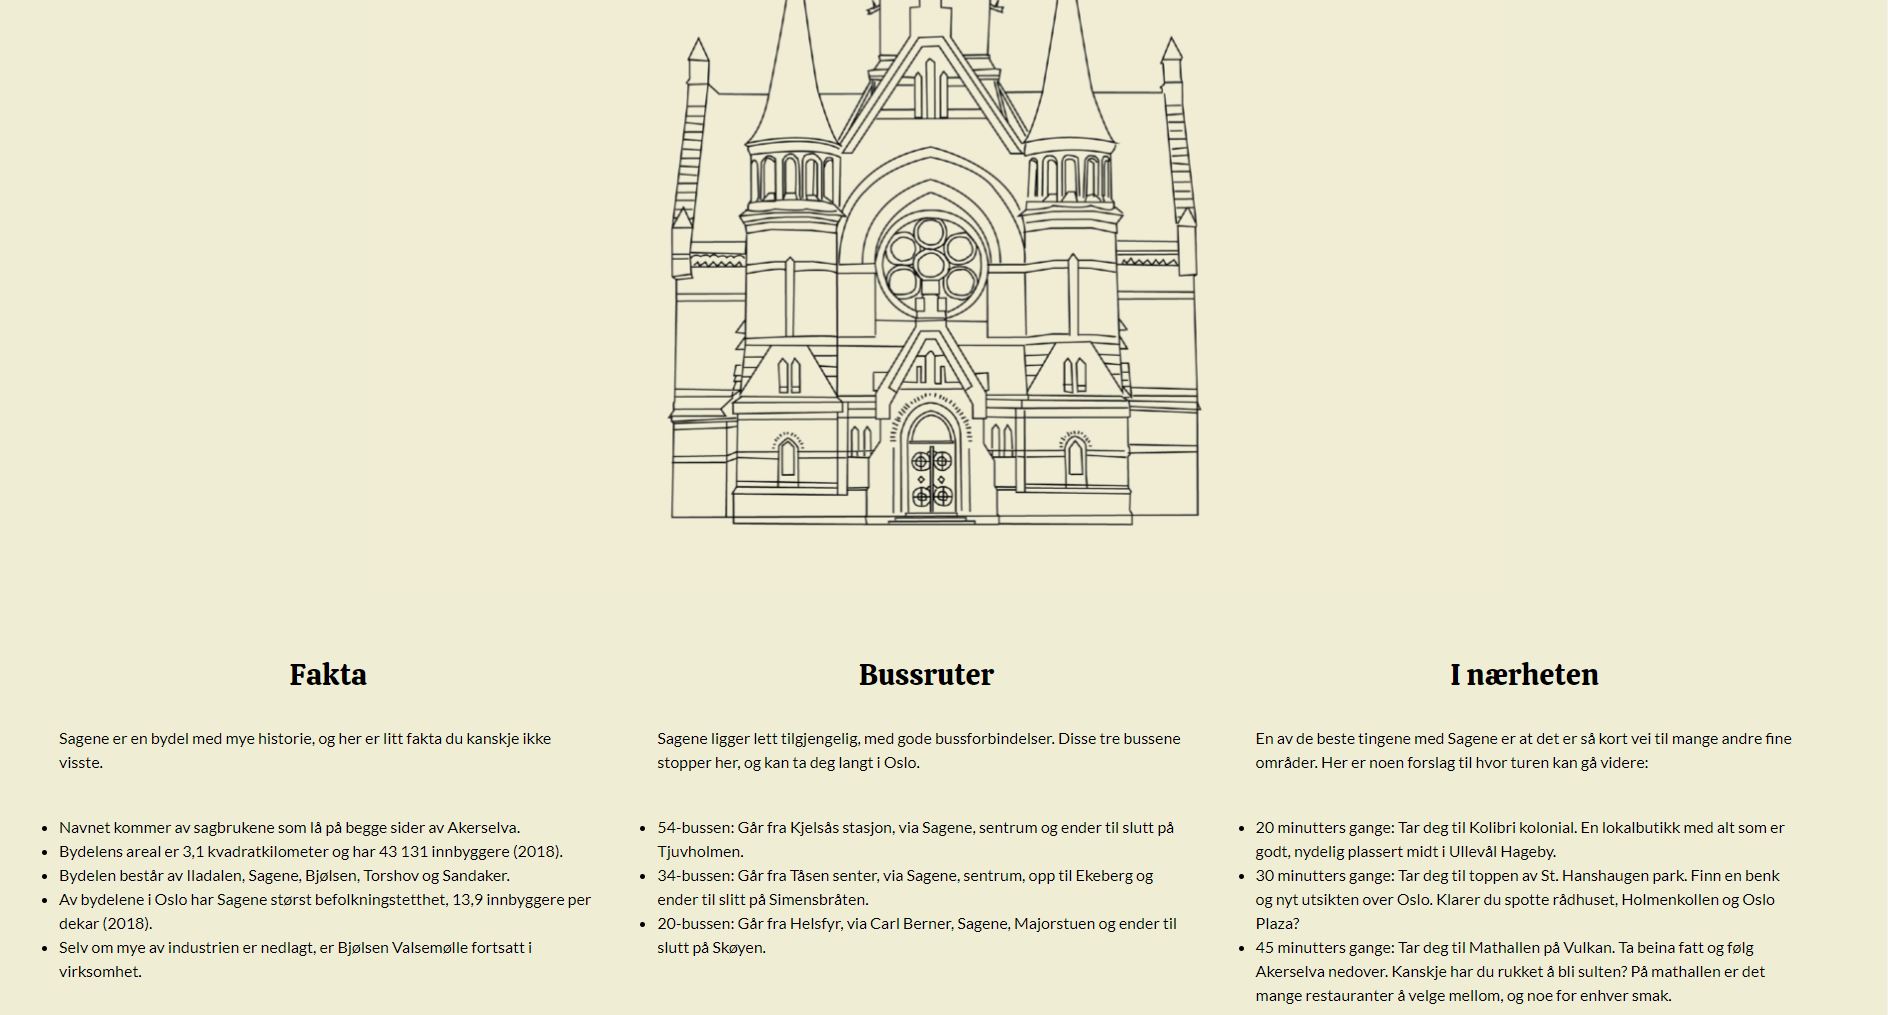 Fakta
Sagene er en bydel med mye historie, og her er litt fakta du kanskje ikke
visste.
Navnet kommer av sagbrukene som lå på begge sider av Akerselva.
Bydelens areal er 3,1 kvadratkilometer og har 43 131 innbyggere (2018).
Bydelen består av Iladalen, Sagene, Bjølsen, Torshov og Sandaker.
Av bydelene i Oslo har Sagene størst befolkningstetthet, 13,9 innbyggere per
dekar (2018).
Selv om mye av industrien er nedlagt, er Bjølsen Valsemølle fortsatt i
virksomhet.
Bussruter
Sagene ligger lett tilgjengelig, med gode bussforbindelser. Disse tre bussene
stopper her, og kan ta deg langt i Oslo.
54-bussen: Går fra Kjelsås stasjon, via Sagene, sentrum og ender til slutt på
Tjuvholmen.
34-bussen: Går fra Tåsen senter, via Sagene, sentrum, opp til Ekeberg og
ender til slitt på Simensbråten.
20-bussen: Går fra Helsfyr, via Carl Berner, Sagene, Majorstuen og ender til
slutt på Skøyen.
I nærheten
En av de beste tingene med Sagene er at det er så kort vei til mange andre fine
områder. Her er noen forslag til hvor turen kan gå videre:
20 minutters gange: Tar deg til Kolibri kolonial. En lokalbutikk med alt som er
godt, nydelig plassert midt i Ullevål Hageby.
30 minutters gange: Tar deg til toppen av St. Hanshaugen park. Finn en benk
og nyt utsikten over Oslo. Klarer du spotte rådhuset, Holmenkollen og Oslo
Plaza?
45 minutters gange: Tar deg til Mathallen på Vulkan. Ta beina fatt og følg
Akerselva nedover. Kanskje har du rukket å bli sulten? På mathallen er det
mange restauranter å velge mellom, og noe for enhver smak.